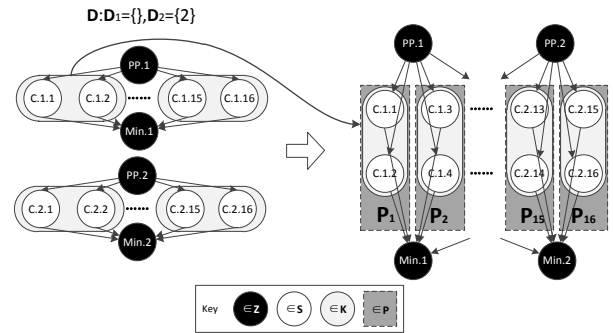 D:D₁={},D₂={2}
PP.1
C.1.1 C.1.2 ...... C.1.15 C.1.16
Min.1
PP.2
C.2.1 C.2.2 ...... C.2.15 C.2.16
Min.2
PP.1 PP.2
C.1.1 C.1.3 ...... C.2.13 C.2.15
C.1.2 C.1.4 ...... C.2.14 C.2.16
P₁ P₂ P₁₅ P₁₆
Min.1 Min.2
Key ∈Z ∈S ∈K ∈P